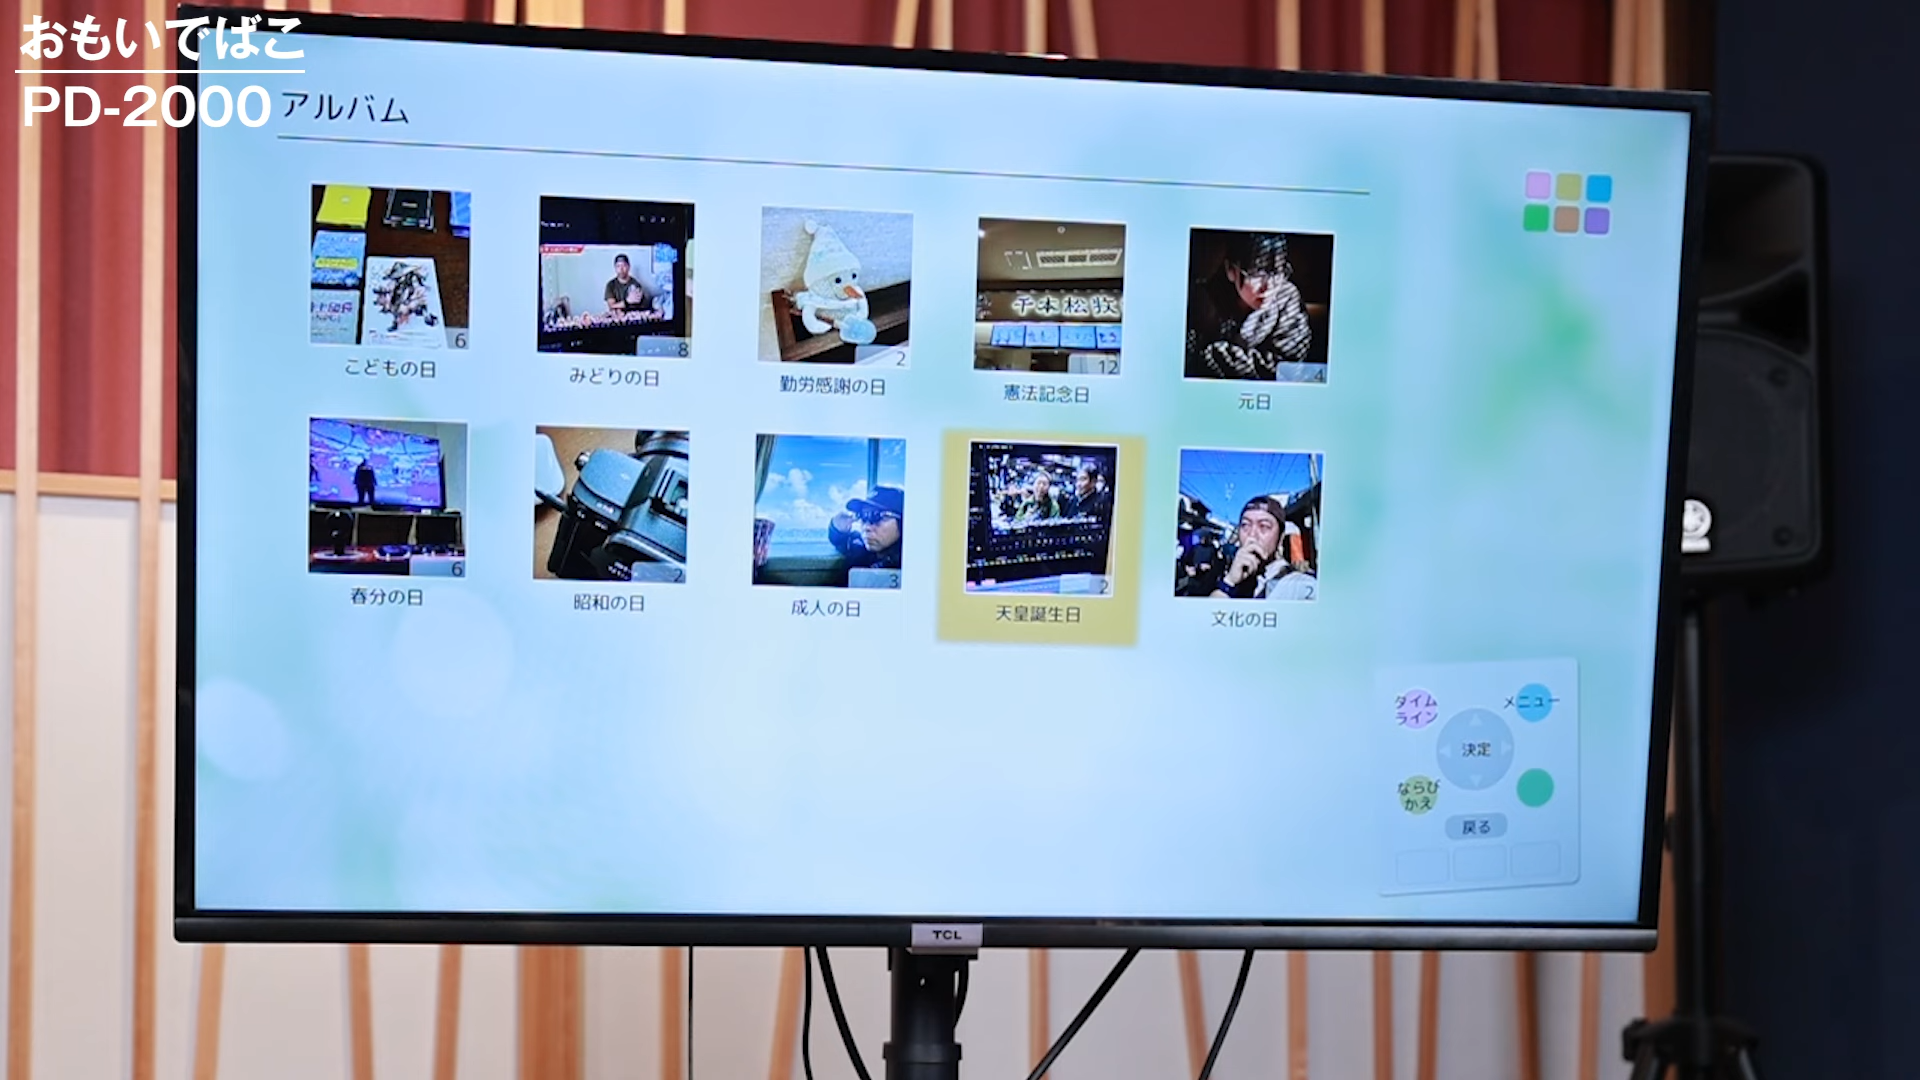 おもいでばこ
PD-2000
アルバム
6
こどもの日
8
みどりの日
2
勤労感謝の日
千本松牧
12
憲法記念日
4
元日
6
春分の日
2
昭和の日
3
成人の日
2
天皇誕生日
2
文化の日
タイム
ライン
メニュー
決定
ならび
かえ
戻る
TCL